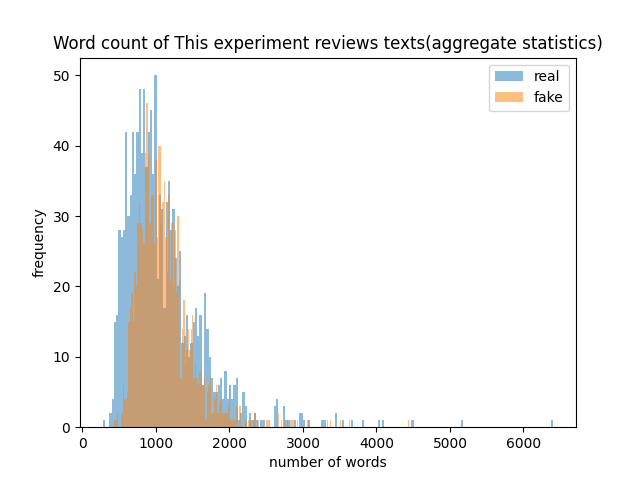 Word count of This experiment reviews texts(aggregate statistics)
real
fake
50
40
30
20
10
0
frequency
0 1000 2000 3000 4000 5000 6000
number of words